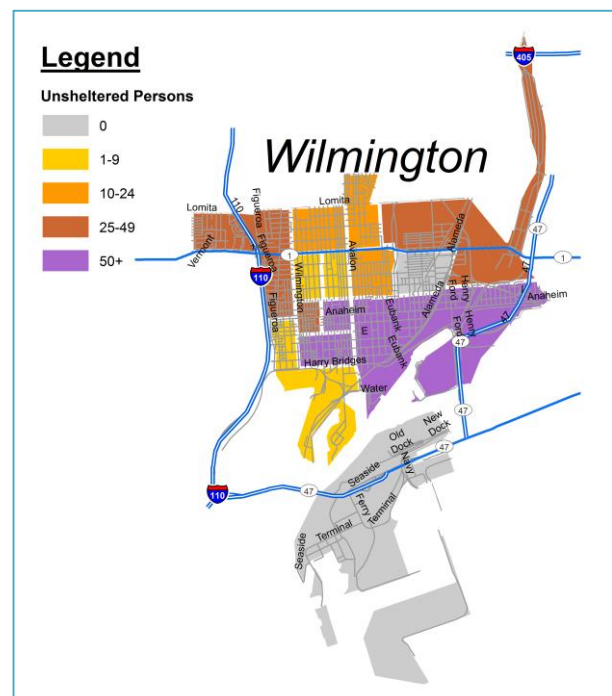 Legend
Unsheltered Persons
0
1-9
10-24
25-49
50+
405
Wilmington
Lomita
110
Figueroa
Lomita
Vermont
Figueroa
Avalon
Alameda
47
1
1
110
Wilmington
47
Figueroa
Anaheim
Alameda
Henry
Ford
Henry
Ford
Anaheim
E
Eubank
Eubank
47
47
Harry Bridges
Water
47
New
Dock
Old
Dock
47
Navy
Seaside
110
47
Ferry
Terminal
Terminal
Seaside